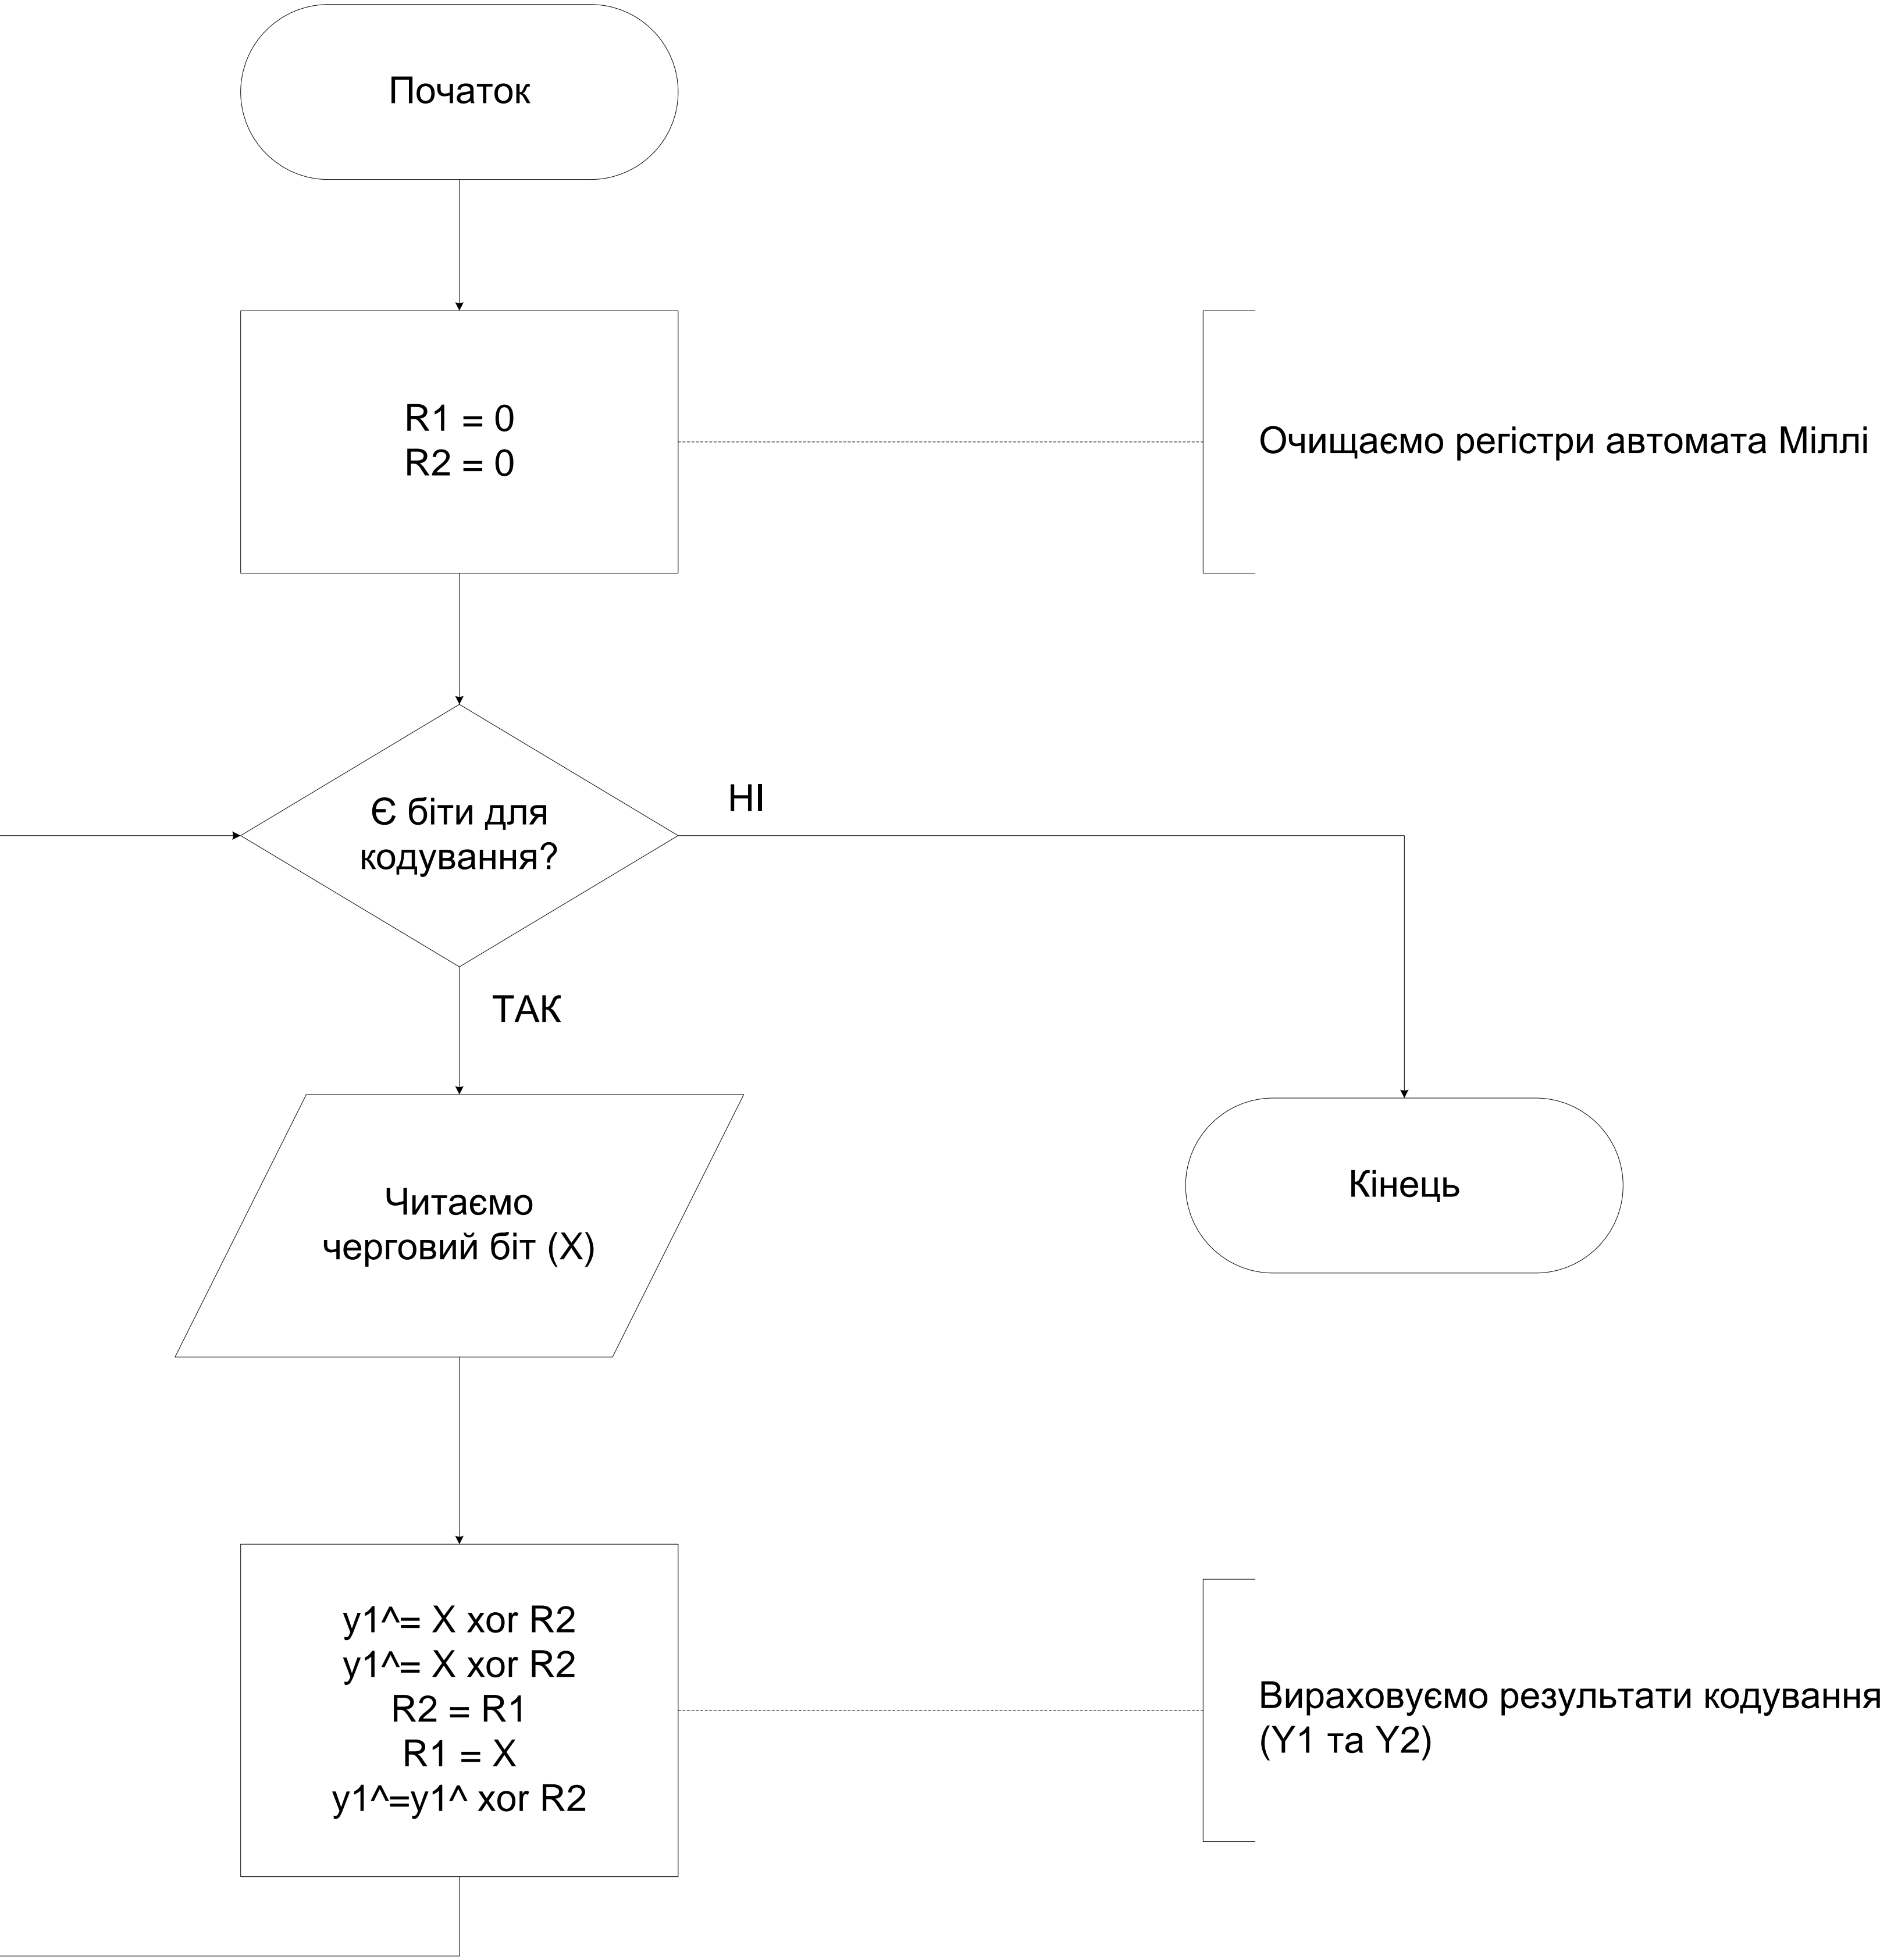 Початок
R1 = 0
R2 = 0
Очищаємо регістри автомата Міллі
Є біти для
кодування?
НІ
ТАК
Читаємо
черговий біт (X)
Кінець
y1^= X xor R2
y1^= X xor R2
R2 = R1
R1 = X
y1^=y1^ xor R2
Вираховуємо результати кодування
(Y1 та Y2)